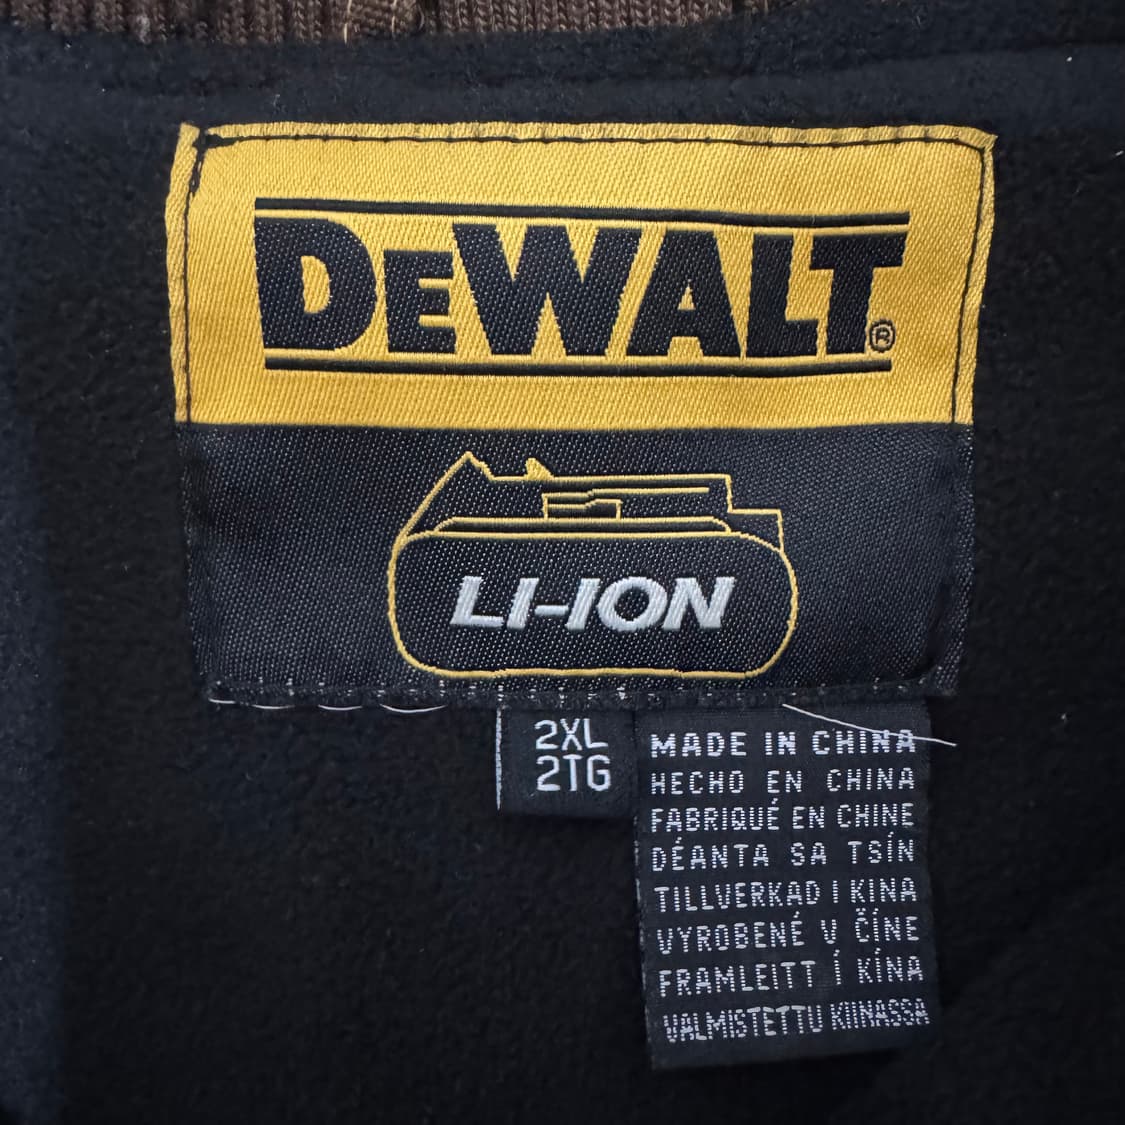 DEWALT®
LI-ION
2XL
2TG
MADE IN CHINA
HECHO EN CHINA
FABRIQUÉ EN CHINE
DÉANTA SA TSÍN
TILLVERKAD I KINA
VYROBENÉ V ČÍNE
FRAMLEITT Í KÍNA
VALMISTETTU KIINASSA